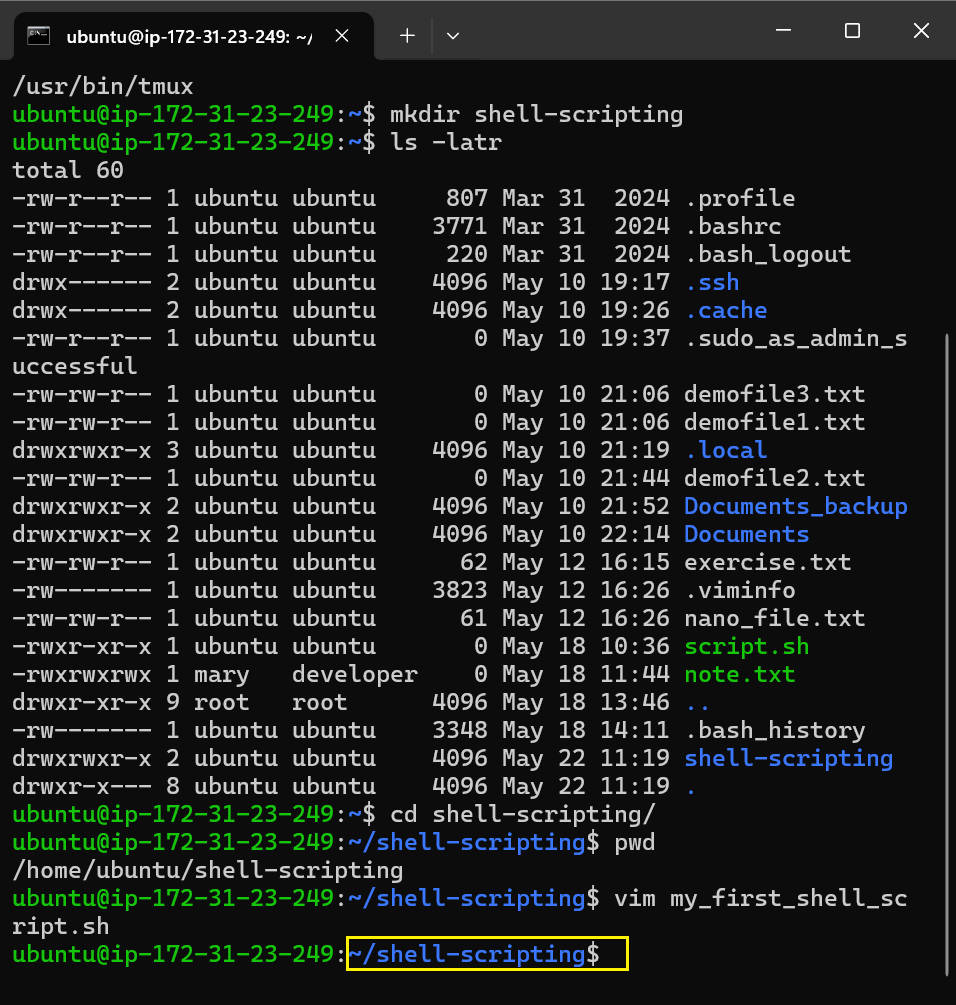 ubuntu@ip-172-31-23-249: ~/
/usr/bin/tmux
ubuntu@ip-172-31-23-249:~$ mkdir shell-scripting
ubuntu@ip-172-31-23-249:~$ ls -latr
total 60
-rw-r--r-- 1 ubuntu ubuntu     807 Mar 31  2024 .profile
-rw-r--r-- 1 ubuntu ubuntu    3771 Mar 31  2024 .bashrc
-rw-r--r-- 1 ubuntu ubuntu     220 Mar 31  2024 .bash_logout
drwx------ 2 ubuntu ubuntu    4096 May 10 19:17 .ssh
drwx------ 2 ubuntu ubuntu    4096 May 10 19:26 .cache
-rw-r--r-- 1 ubuntu ubuntu       0 May 10 19:37 .sudo_as_admin_s
uccessful
-rw-rw-r-- 1 ubuntu ubuntu       0 May 10 21:06 demofile3.txt
-rw-rw-r-- 1 ubuntu ubuntu       0 May 10 21:06 demofile1.txt
drwxrwxr-x 3 ubuntu ubuntu    4096 May 10 21:19 .local
-rw-rw-r-- 1 ubuntu ubuntu       0 May 10 21:44 demofile2.txt
drwxrwxr-x 2 ubuntu ubuntu    4096 May 10 21:52 Documents_backup
drwxrwxr-x 2 ubuntu ubuntu    4096 May 10 22:14 Documents
-rw-rw-r-- 1 ubuntu ubuntu      62 May 12 16:15 exercise.txt
-rw------- 1 ubuntu ubuntu    3823 May 12 16:26 .viminfo
-rw-rw-r-- 1 ubuntu ubuntu      61 May 12 16:26 nano_file.txt
-rwxr-xr-x 1 ubuntu ubuntu       0 May 18 10:36 script.sh
-rwxrwxrwx 1 mary   developer    0 May 18 11:44 note.txt
drwxr-xr-x 9 root   root      4096 May 18 13:46 ..
-rw------- 1 ubuntu ubuntu    3348 May 18 14:11 .bash_history
drwxrwxr-x 2 ubuntu ubuntu    4096 May 22 11:19 shell-scripting
drwxr-x--- 8 ubuntu ubuntu    4096 May 22 11:19 .
ubuntu@ip-172-31-23-249:~$ cd shell-scripting/
ubuntu@ip-172-31-23-249:~/shell-scripting$ pwd
/home/ubuntu/shell-scripting
ubuntu@ip-172-31-23-249:~/shell-scripting$ vim my_first_shell_sc
ript.sh
ubuntu@ip-172-31-23-249:~/shell-scripting$